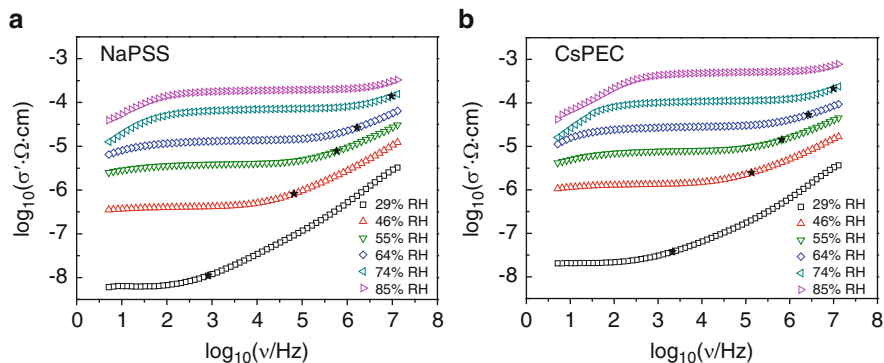 a
NaPSS
log10(σ'·Ω·cm)
-3
-4
-5
-6
-7
-8
29% RH
46% RH
55% RH
64% RH
74% RH
85% RH
0 1 2 3 4 5 6 7 8
log10(ν/Hz)
b
CsPEC
log10(σ'·Ω·cm)
-3
-4
-5
-6
-7
-8
29% RH
46% RH
55% RH
64% RH
74% RH
85% RH
0 1 2 3 4 5 6 7 8
log10(ν/Hz)